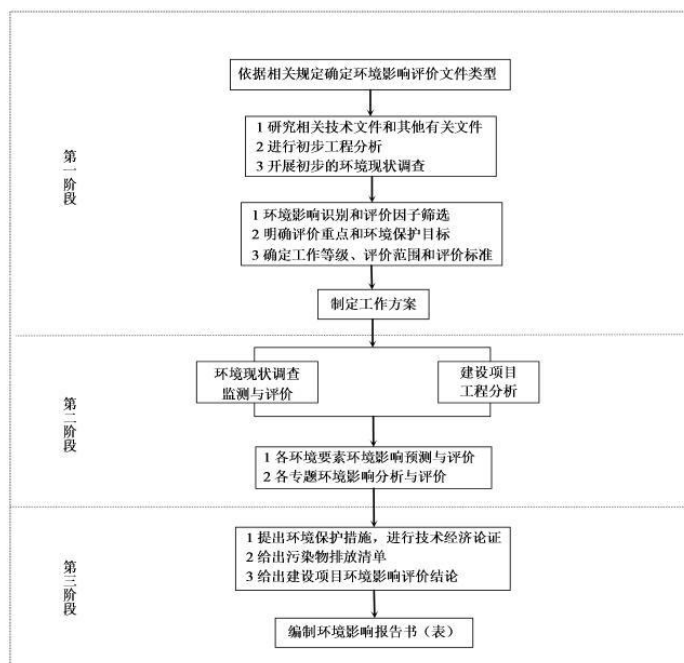 依据相关规定确定环境影响评价文件类型
1 研究相关技术文件和其他有关文件
2 进行初步工程分析
3 开展初步的环境现状调查
第一阶段
1 环境影响识别和评价因子筛选
2 明确评价重点和环境保护目标
3 确定工作等级、评价范围和评价标准
制定工作方案
第二阶段
环境现状调查
监测与评价
建设项目
工程分析
1 各环境要素环境影响预测与评价
2 各专题环境影响分析与评价
第三阶段
1 提出环境保护措施，进行技术经济论证
2 给出污染物排放清单
3 给出建设项目环境影响评价结论
编制环境影响报告书（表）